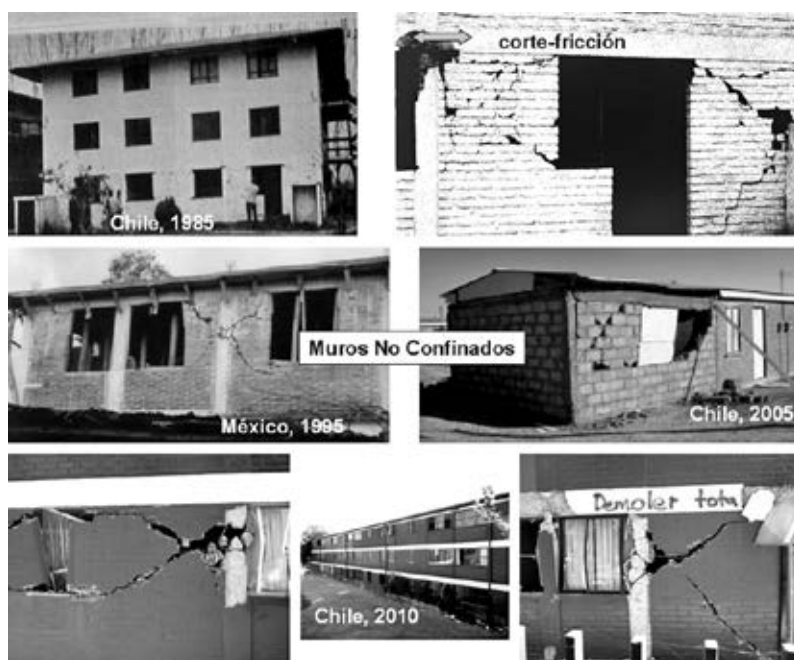 corte-fricción
Chile, 1985
Muros No Confinados
México, 1995
Chile, 2005
Demoler tota
Chile, 2010